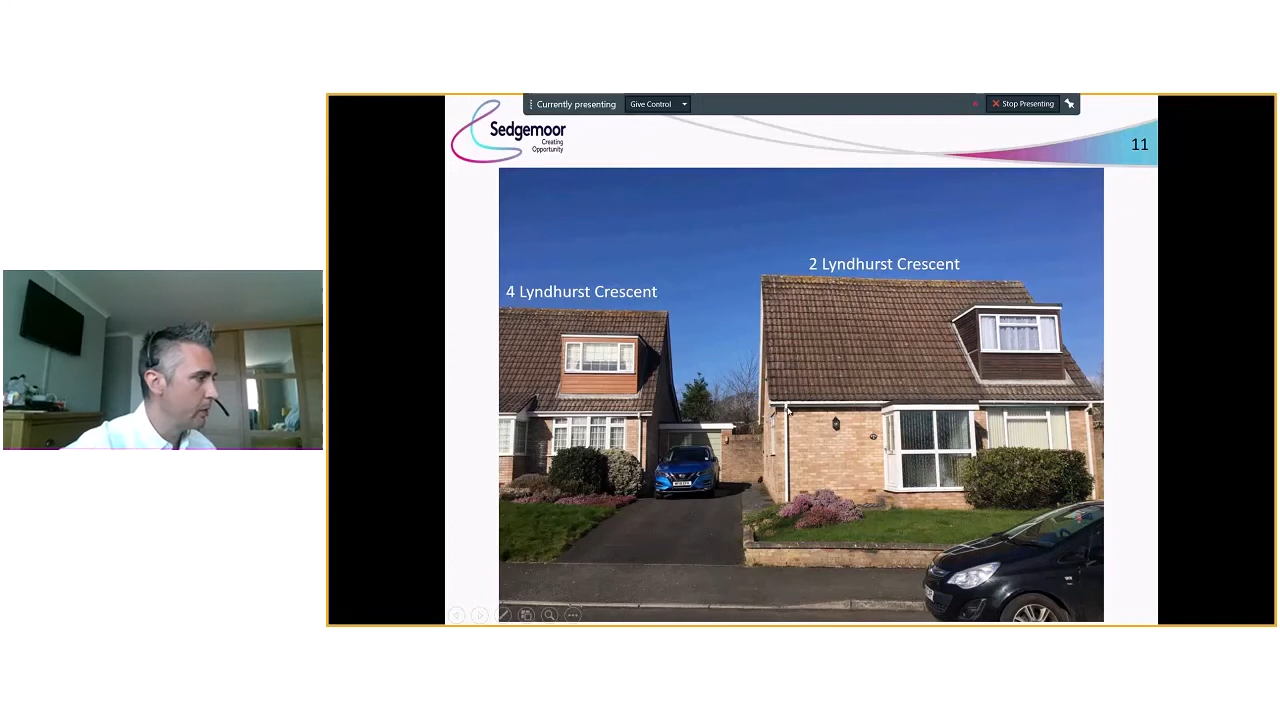 Currently presenting
Give Control
Stop Presenting
Sedgemoor
Creating
Opportunity
11
2 Lyndhurst Crescent
4 Lyndhurst Crescent